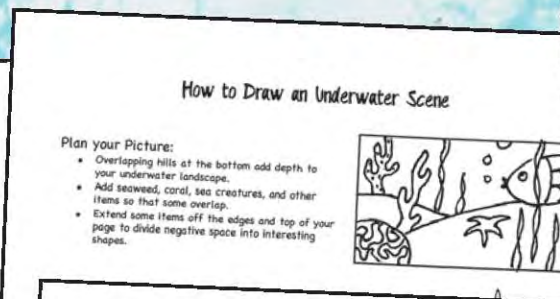 How to Draw an Underwater Scene
Plan your Picture:
• Overlapping hills at the bottom add depth to
your underwater landscape.
• Add seaweed, coral, sea creatures, and other
items so that some overlap.
• Extend some items off the edges and top of your
page to divide negative space into interesting
shapes.